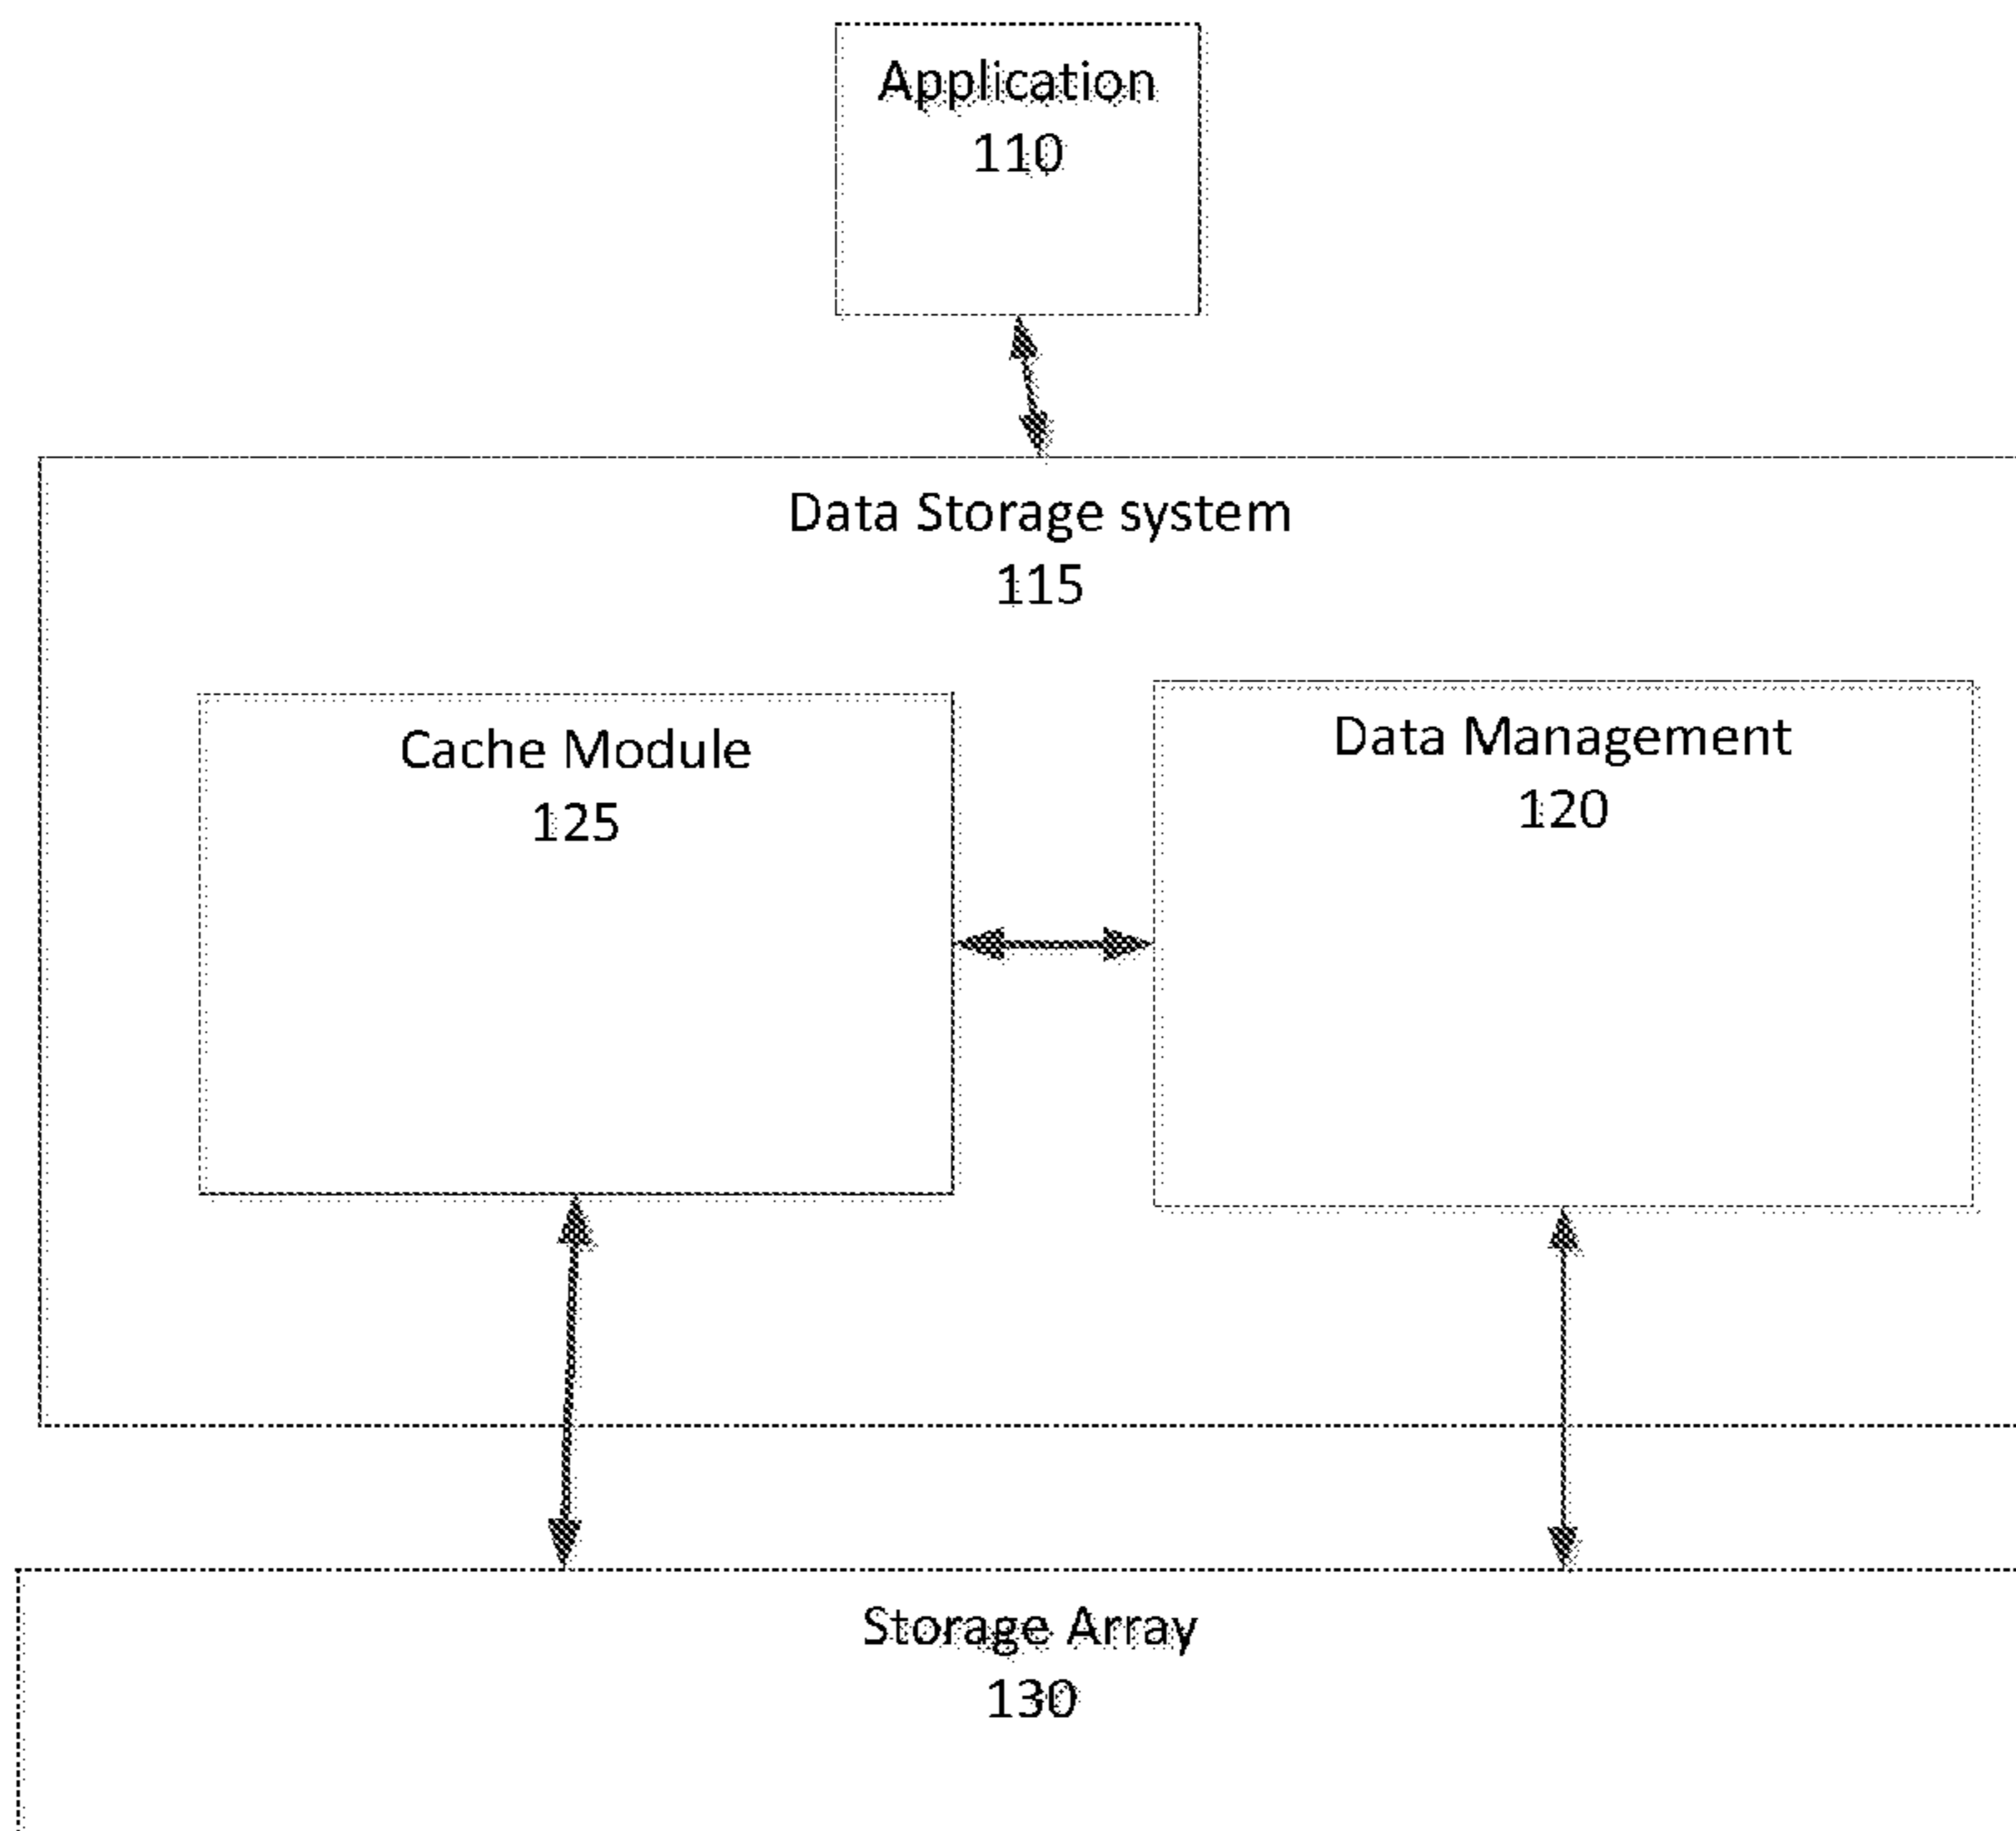 Application
110
Data Storage system
115
Cache Module
125
Data Management
120
Storage Array
130